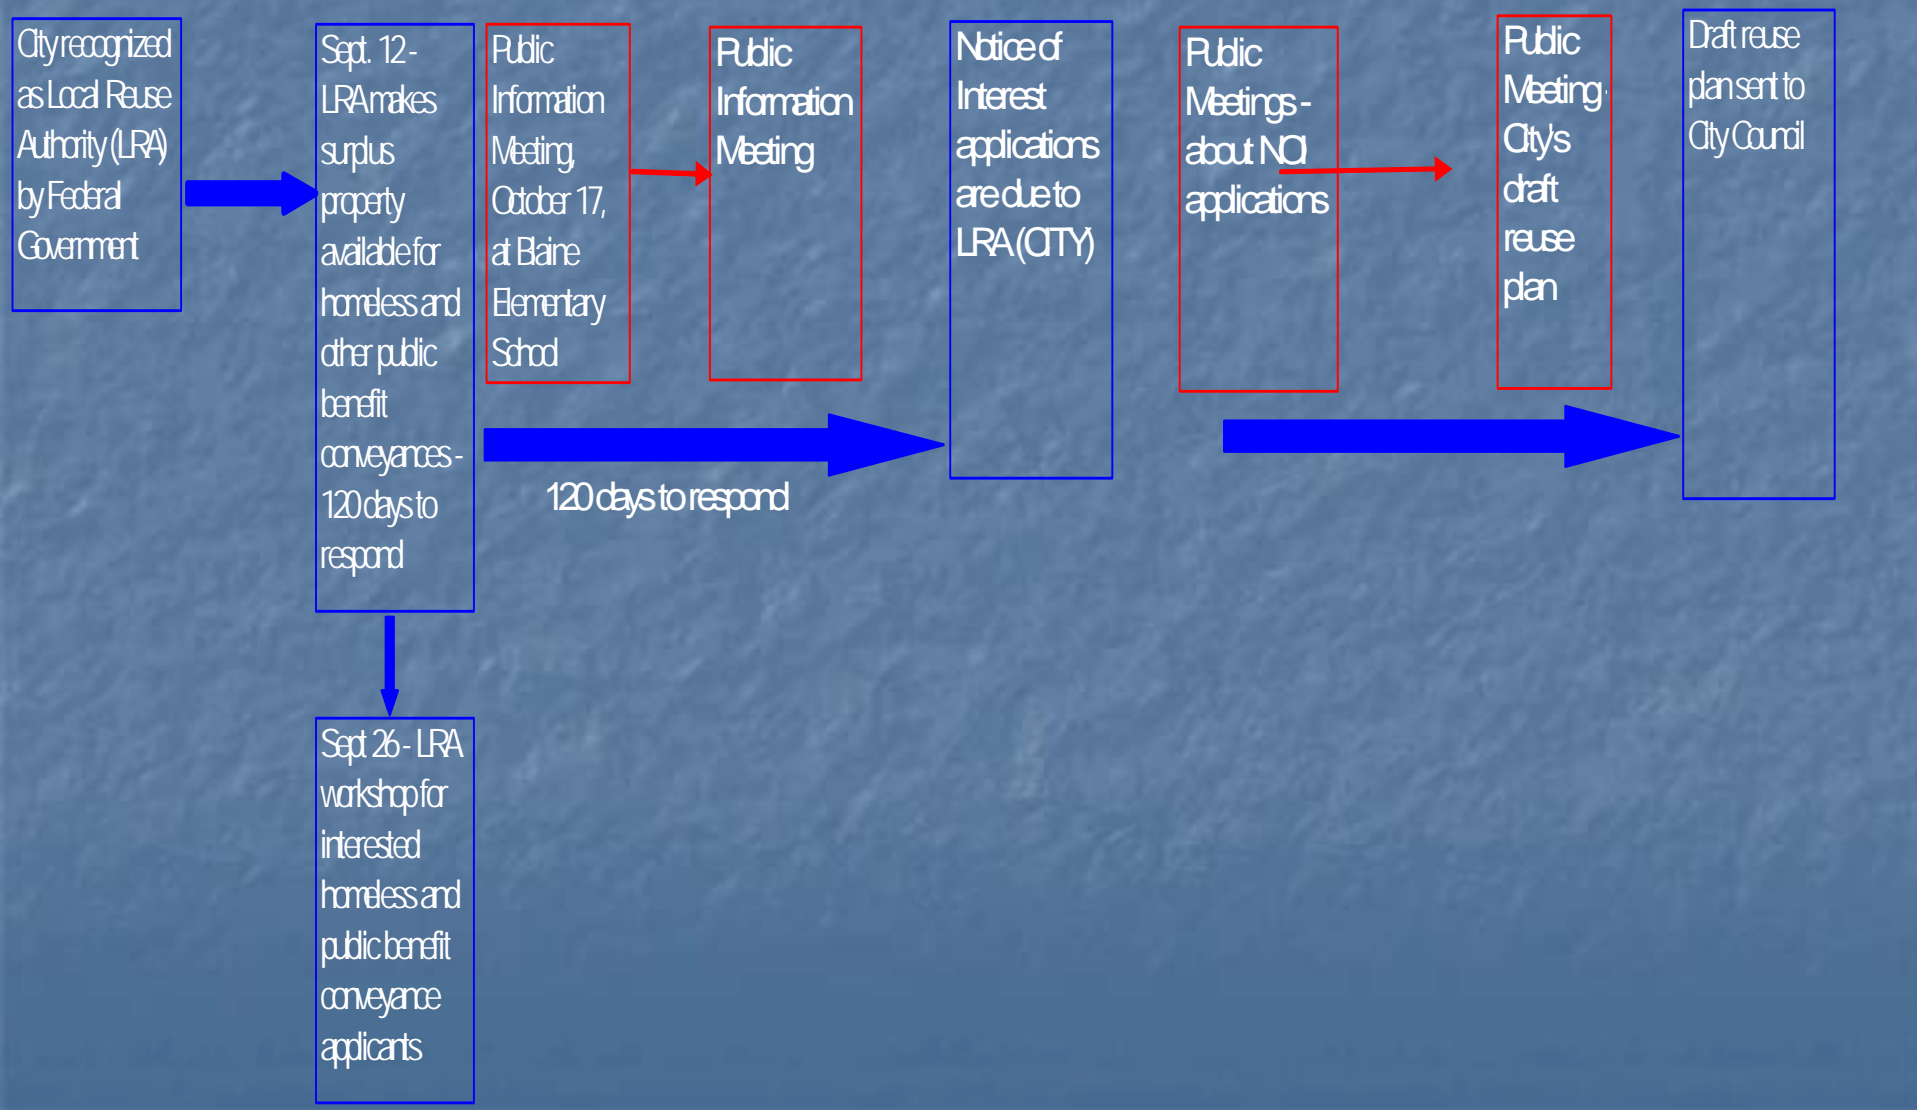 City recognized
as Local Reuse
Authority (LRA)
by Federal
Government
Sept. 12 -
LRA makes
surplus
property
available for
homeless and
other public
benefit
conveyances -
120 days to
respond
Public
Information
Meeting,
October 17,
at Blaine
Elementary
School
Public
Information
Meeting
Notice of
Interest
applications
are due to
LRA (CITY)
Public
Meetings -
about NOI
applications
Public
Meeting -
City's
draft
reuse
plan
Draft reuse
plan sent to
City Council
120 days to respond
Sept 26 - LRA
workshop for
interested
homeless and
public benefit
conveyance
applicants